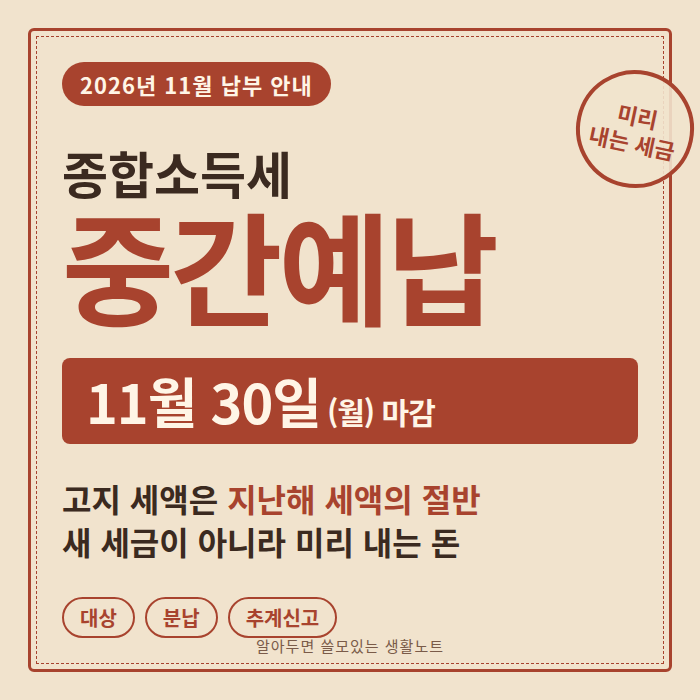 2026년 11월 납부 안내
미리
내는 세금
종합소득세
중간예납
11월 30일 (월) 마감
고지 세액은 지난해 세액의 절반
새 세금이 아니라 미리 내는 돈
대상
분납
추계신고
알아두면 쓸모있는 생활노트